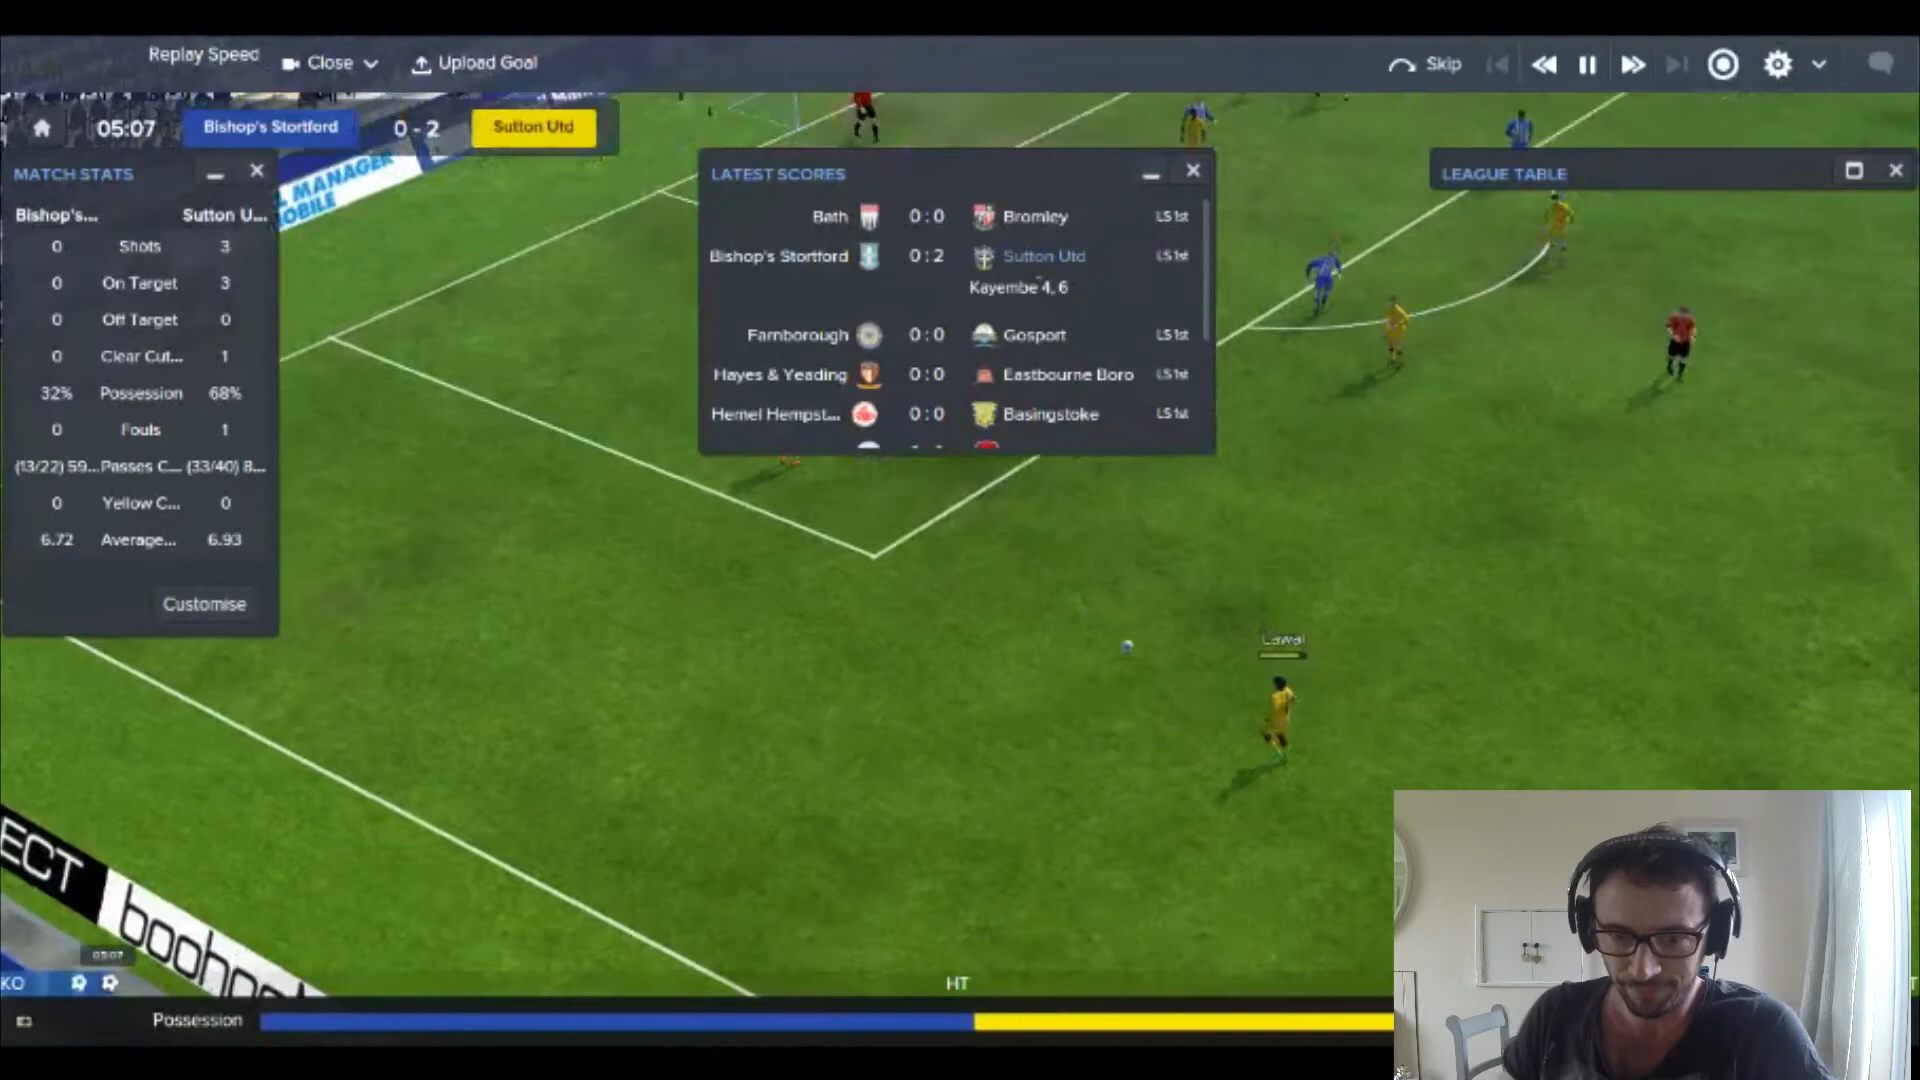 Replay Speed
Close
Upload Goal
Skip
05:07
Bishop's Stortford
0 - 2
Sutton Utd
MATCH STATS
Bishop's...
Sutton U...
0 Shots 3
0 On Target 3
0 Off Target 0
0 Clear Cut... 1
32% Possession 68%
0 Fouls 1
(13/22) 59... Passes C... (33/40) 8...
0 Yellow C... 0
6.72 Average... 6.93
Customise
L MANAGER
OBILE
LATEST SCORES
Bath 0:0 Bromley LS 1st
Bishop's Stortford 0:2 Sutton Utd LS 1st
Kayembe 4, 6
Farnborough 0:0 Gosport LS 1st
Hayes & Yeading 0:0 Eastbourne Boro LS 1st
Hemel Hempst... 0:0 Basingstoke LS 1st
LEAGUE TABLE
Lawal
ECT
boohoo
05:07
KO
HT
Possession